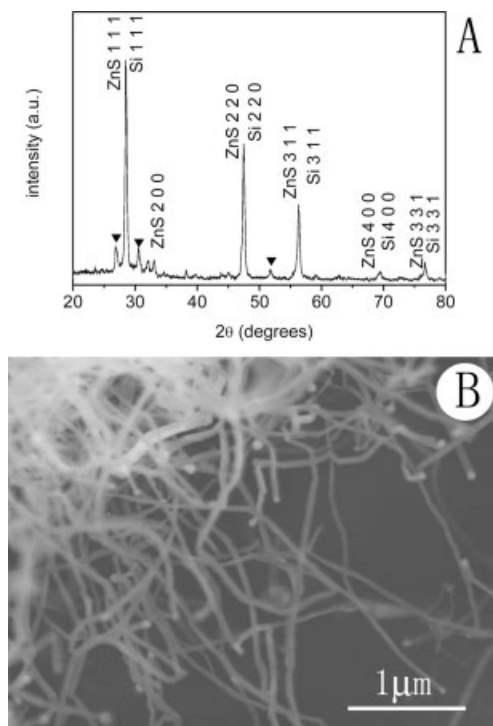 A
intensity (a.u.)
ZnS 1 1 1
Si 1 1 1
ZnS 2 0 0
ZnS 2 2 0
Si 2 2 0
ZnS 3 1 1
Si 3 1 1
ZnS 4 0 0
Si 4 0 0
ZnS 3 3 1
Si 3 3 1
20 30 40 50 60 70 80
2θ (degrees)
B
1μm